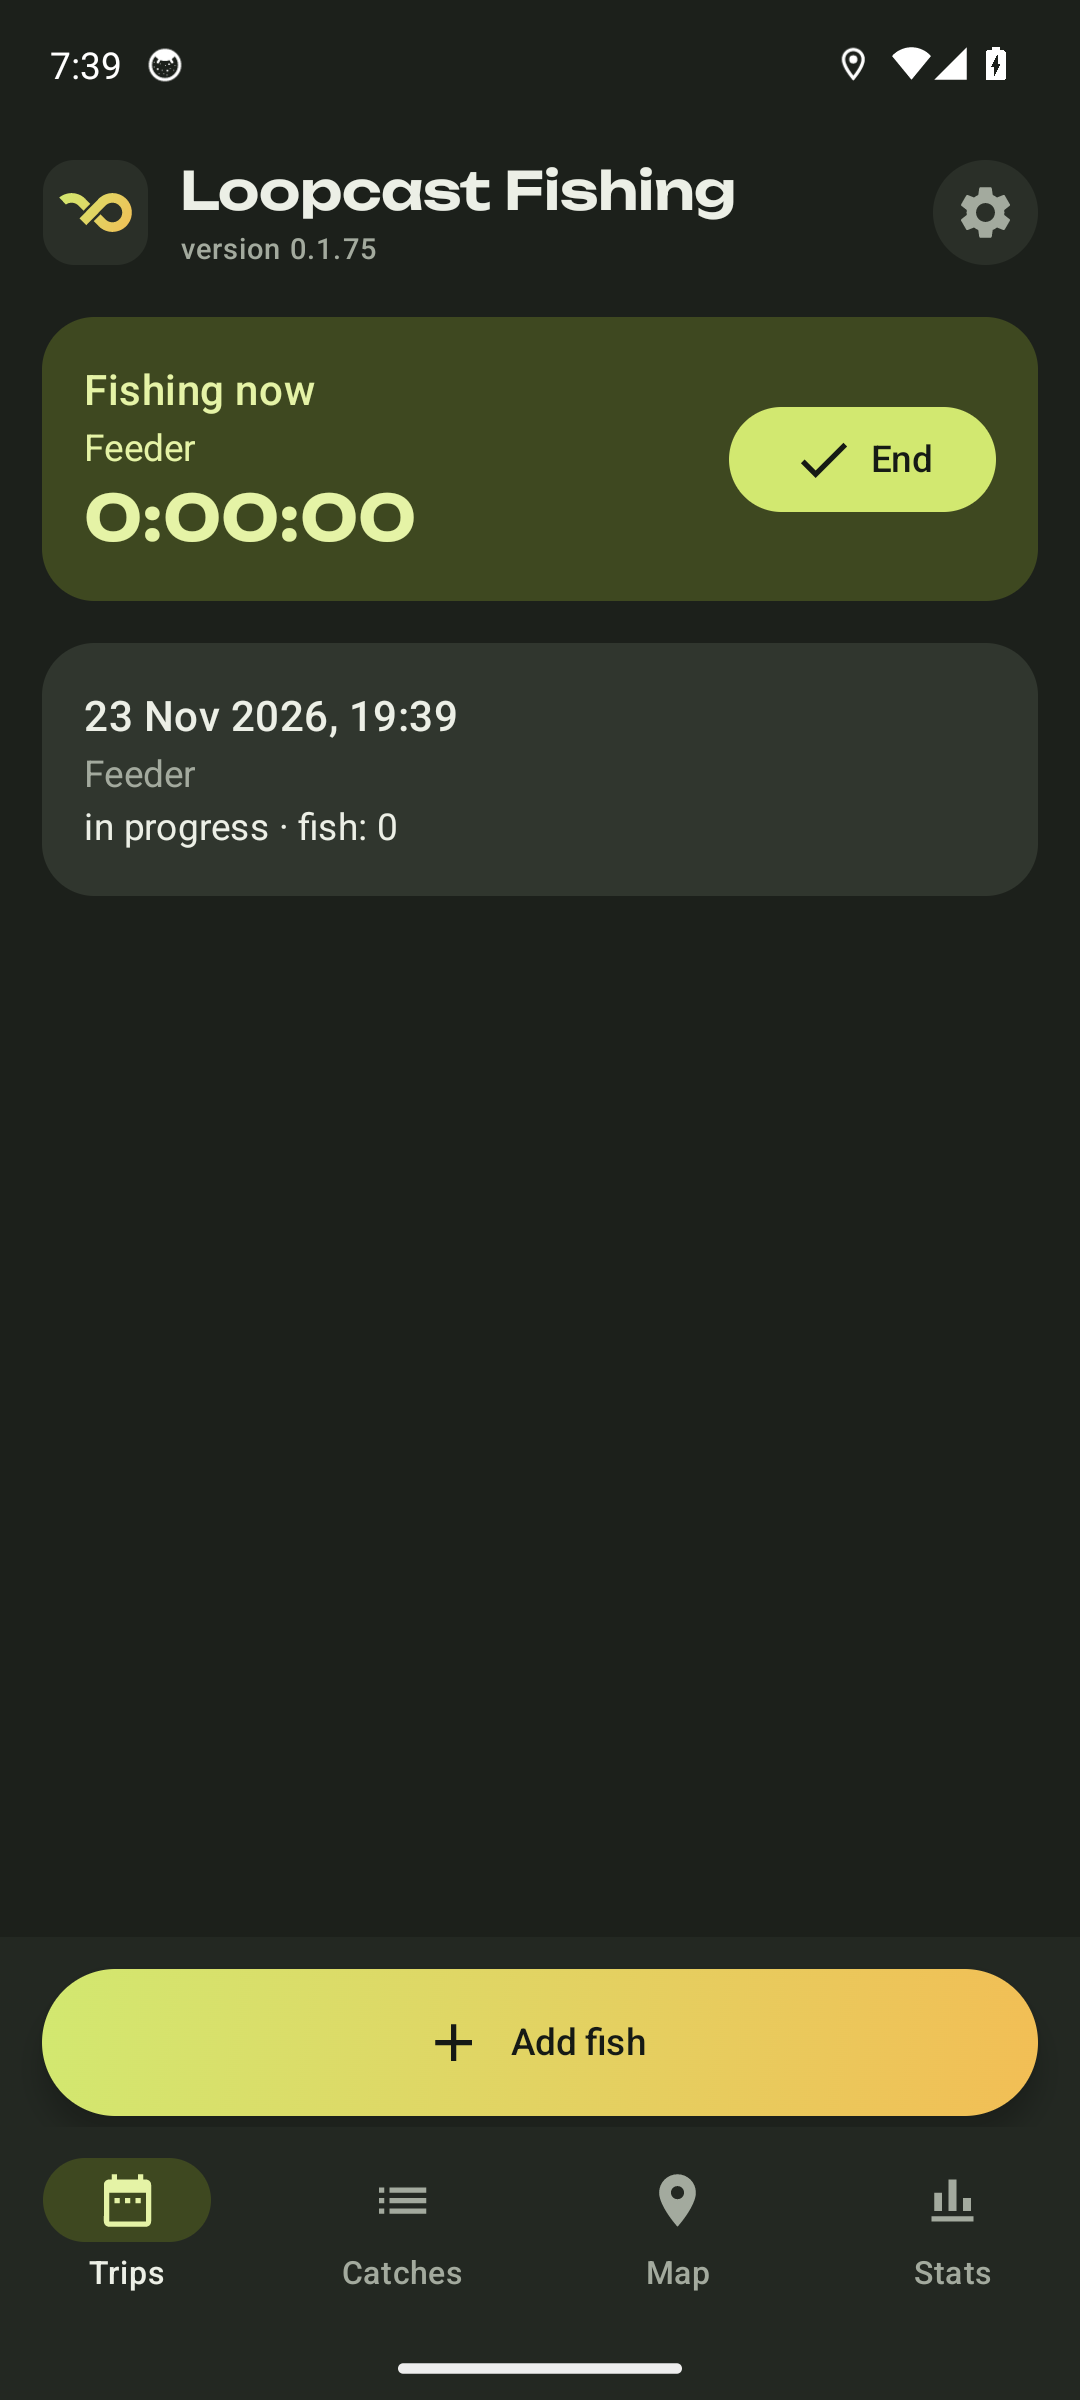 7:39
Loopcast Fishing
version 0.1.75
Fishing now
Feeder
0:00:00
End
23 Nov 2026, 19:39
Feeder
in progress · fish: 0
Add fish
Trips
Catches
Map
Stats